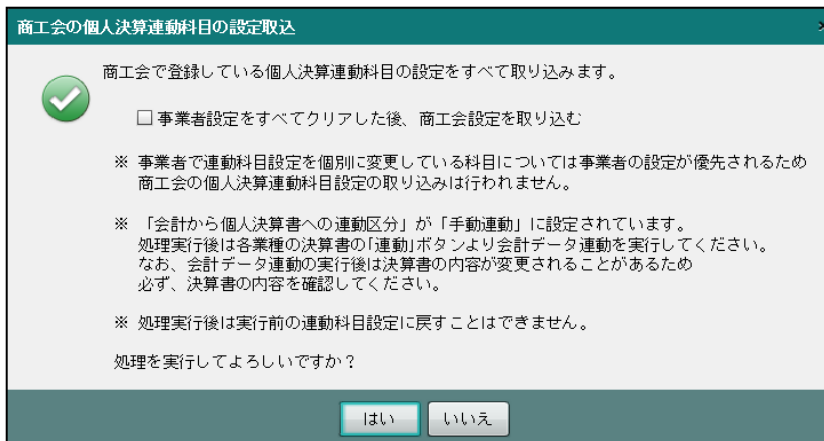 商工会の個人決算連動科目の設定取込
商工会で登録している個人決算連動科目の設定をすべて取り込みます。
事業者設定をすべてクリアした後、商工会設定を取り込む
※ 事業者で連動科目設定を個別に変更している科目については事業者の設定が優先されるため
商工会の個人決算連動科目設定の取り込みは行われません。
※ 「会計から個人決算書への連動区分」が「手動連動」に設定されています。
処理実行後は各業種の決算書の「連動」ボタンより会計データ連動を実行してください。
なお、会計データ連動の実行後は決算書の内容が変更されることがあるため
必ず、決算書の内容を確認してください。
※ 処理実行後は実行前の連動科目設定に戻すことはできません。
処理を実行してよろしいですか？
はい
いいえ